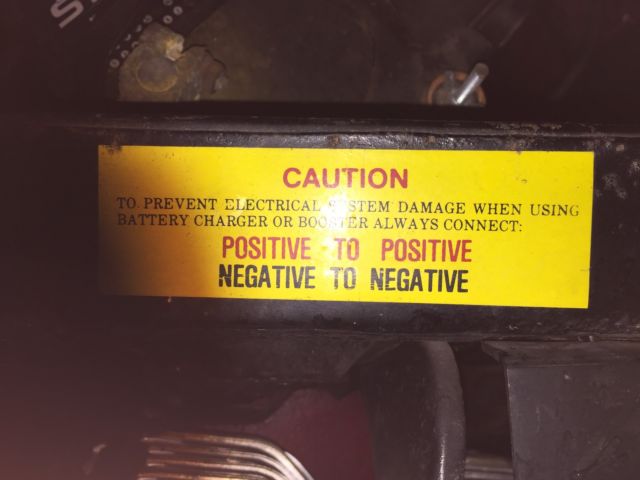 CAUTION
TO PREVENT ELECTRICAL SYSTEM DAMAGE WHEN USING
BATTERY CHARGER OR BOOSTER ALWAYS CONNECT:
POSITIVE TO POSITIVE
NEGATIVE TO NEGATIVE